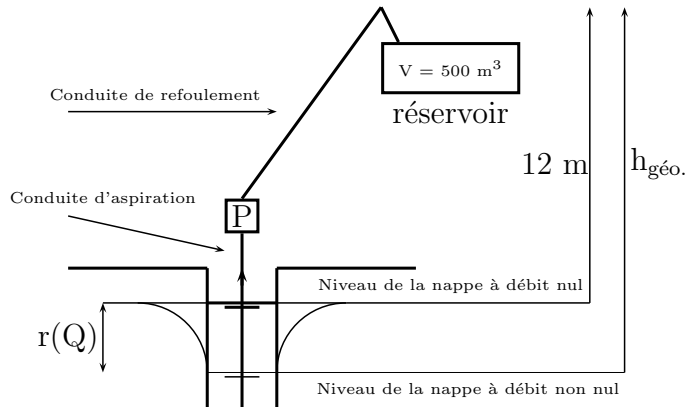 V = 500 m³
Conduite de refoulement
réservoir
12 m
h_géo.
Conduite d'aspiration
P
Niveau de la nappe à débit nul
r(Q)
Niveau de la nappe à débit non nul